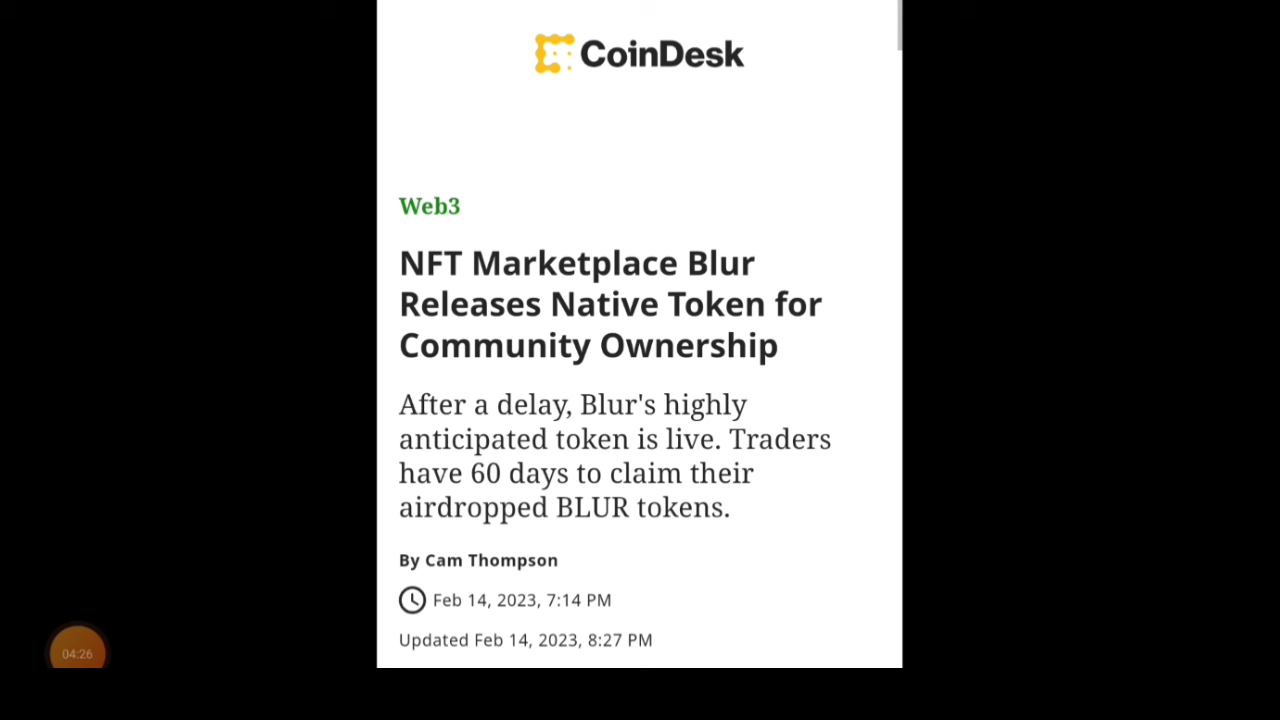 CoinDesk
Web3
NFT Marketplace Blur
Releases Native Token for
Community Ownership
After a delay, Blur's highly
anticipated token is live. Traders
have 60 days to claim their
airdropped BLUR tokens.
By Cam Thompson
Feb 14, 2023, 7:14 PM
Updated Feb 14, 2023, 8:27 PM
04:26